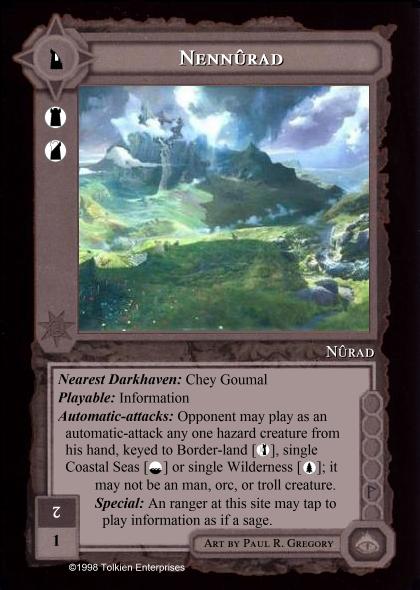 NENNÛRAD
NÛRAD
Nearest Darkhaven: Chey Goumal
Playable: Information
Automatic-attacks: Opponent may play as an
automatic-attack any one hazard creature from
his hand, keyed to Border-land [], single
Coastal Seas [] or single Wilderness []; it
may not be an man, orc, or troll creature.
Special: An ranger at this site may tap to
play information as if a sage.
2
1
ART BY PAUL R. GREGORY
©1998 Tolkien Enterprises